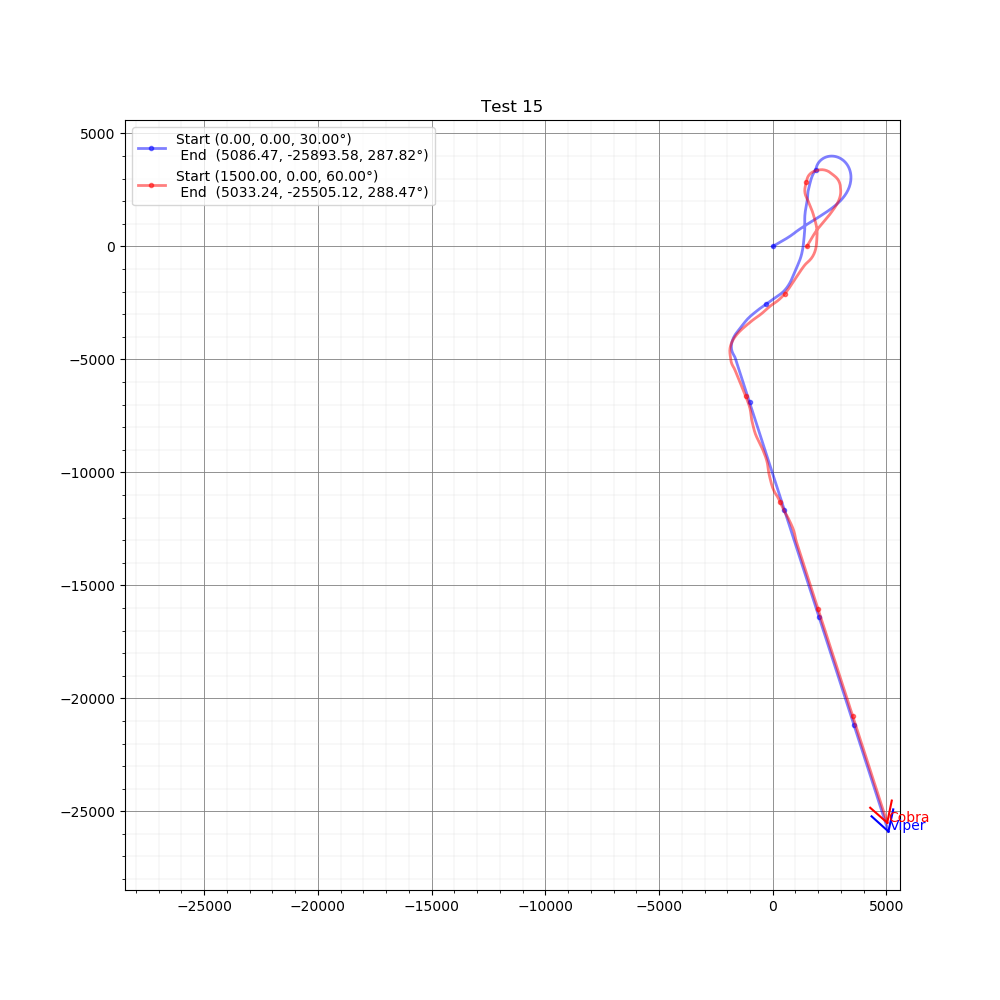 Test 15
Start (0.00, 0.00, 30.00°)
End (5086.47, -25893.58, 287.82°)
Start (1500.00, 0.00, 60.00°)
End (5033.24, -25505.12, 288.47°)
5000
0
−5000
−10000
−15000
−20000
−25000
Cobra
Viper
−25000 −20000 −15000 −10000 −5000 0 5000